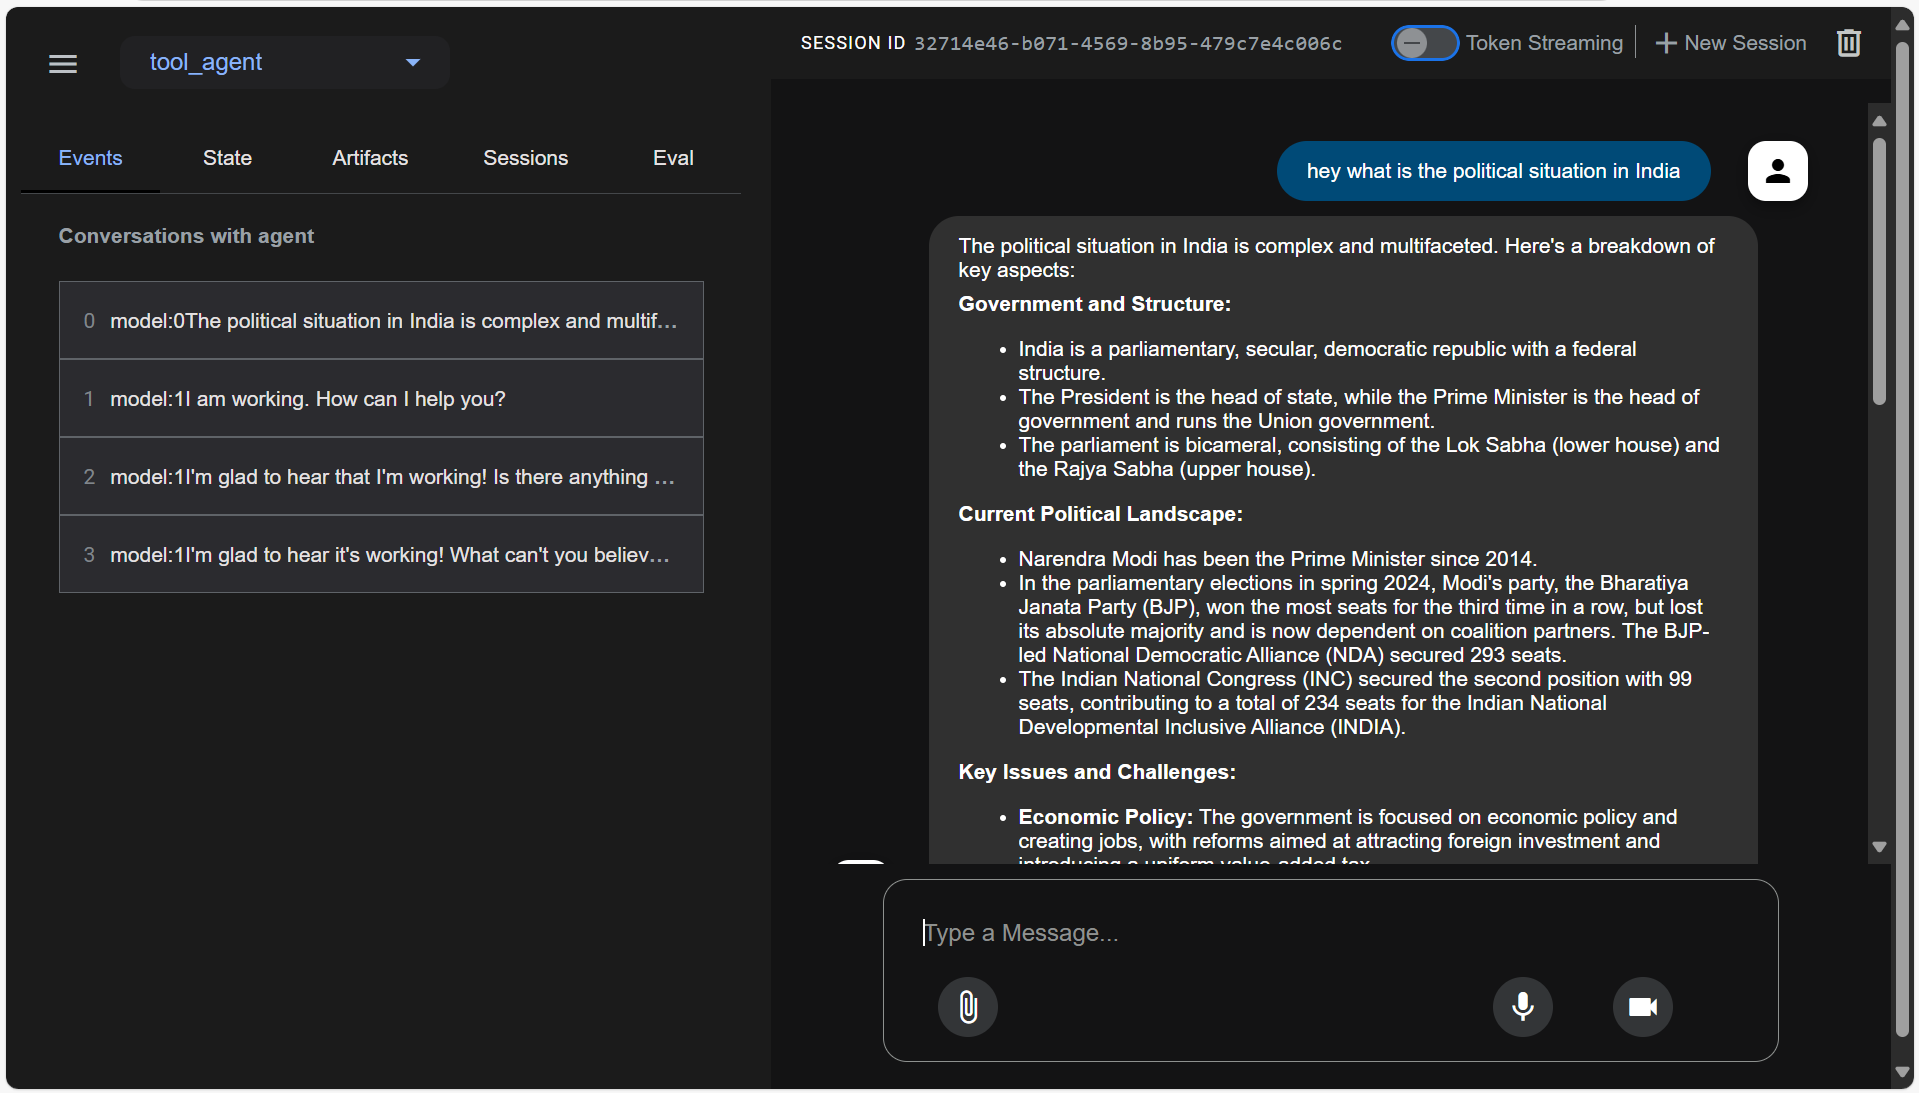 tool_agent
SESSION ID 32714e46-b071-4569-8b95-479c7e4c006c
Token Streaming
New Session
Events
State
Artifacts
Sessions
Eval
Conversations with agent
0 model:0The political situation in India is complex and multif...
1 model:1I am working. How can I help you?
2 model:1I'm glad to hear that I'm working! Is there anything ...
3 model:1I'm glad to hear it's working! What can't you believ...
hey what is the political situation in India
The political situation in India is complex and multifaceted. Here's a breakdown of
key aspects:
Government and Structure:
• India is a parliamentary, secular, democratic republic with a federal
structure.
• The President is the head of state, while the Prime Minister is the head of
government and runs the Union government.
• The parliament is bicameral, consisting of the Lok Sabha (lower house) and
the Rajya Sabha (upper house).
Current Political Landscape:
• Narendra Modi has been the Prime Minister since 2014.
• In the parliamentary elections in spring 2024, Modi's party, the Bharatiya
Janata Party (BJP), won the most seats for the third time in a row, but lost
its absolute majority and is now dependent on coalition partners. The BJP-
led National Democratic Alliance (NDA) secured 293 seats.
• The Indian National Congress (INC) secured the second position with 99
seats, contributing to a total of 234 seats for the Indian National
Developmental Inclusive Alliance (INDIA).
Key Issues and Challenges:
• Economic Policy: The government is focused on economic policy and
creating jobs, with reforms aimed at attracting foreign investment and
introducing a uniform value-added tax
Type a Message...